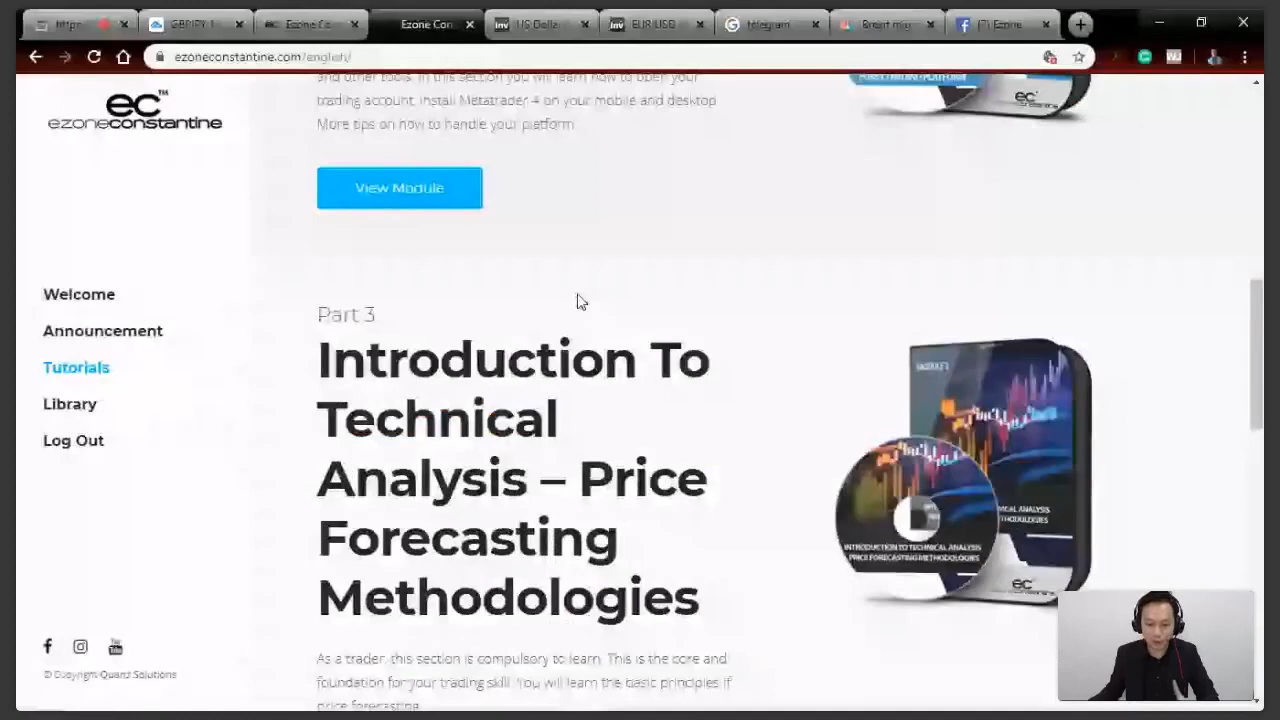 GBPJPY 1
Ezone Co
Ezone Con
US Dolla
EUR USD
telegram
Ezone
ezoneconstantine.com/english/
ec™
ezoneconstantine
and other tools. In this section you will learn how to open your
trading account, install Metatrader 4 on your mobile and desktop.
More tips on how to handle your platform.
View Module
Welcome
Announcement
Tutorials
Library
Log Out
Part 3
Introduction To
Technical
Analysis – Price
Forecasting
Methodologies
INTRODUCTION TO TECHNICAL ANALYSIS
PRICE FORECASTING METHODOLOGIES
ec
As a trader, this section is compulsory to learn. This is the core and
foundation for your trading skill. You will learn the basic principles if
price forecasting
© Copyright Quantz Solutions